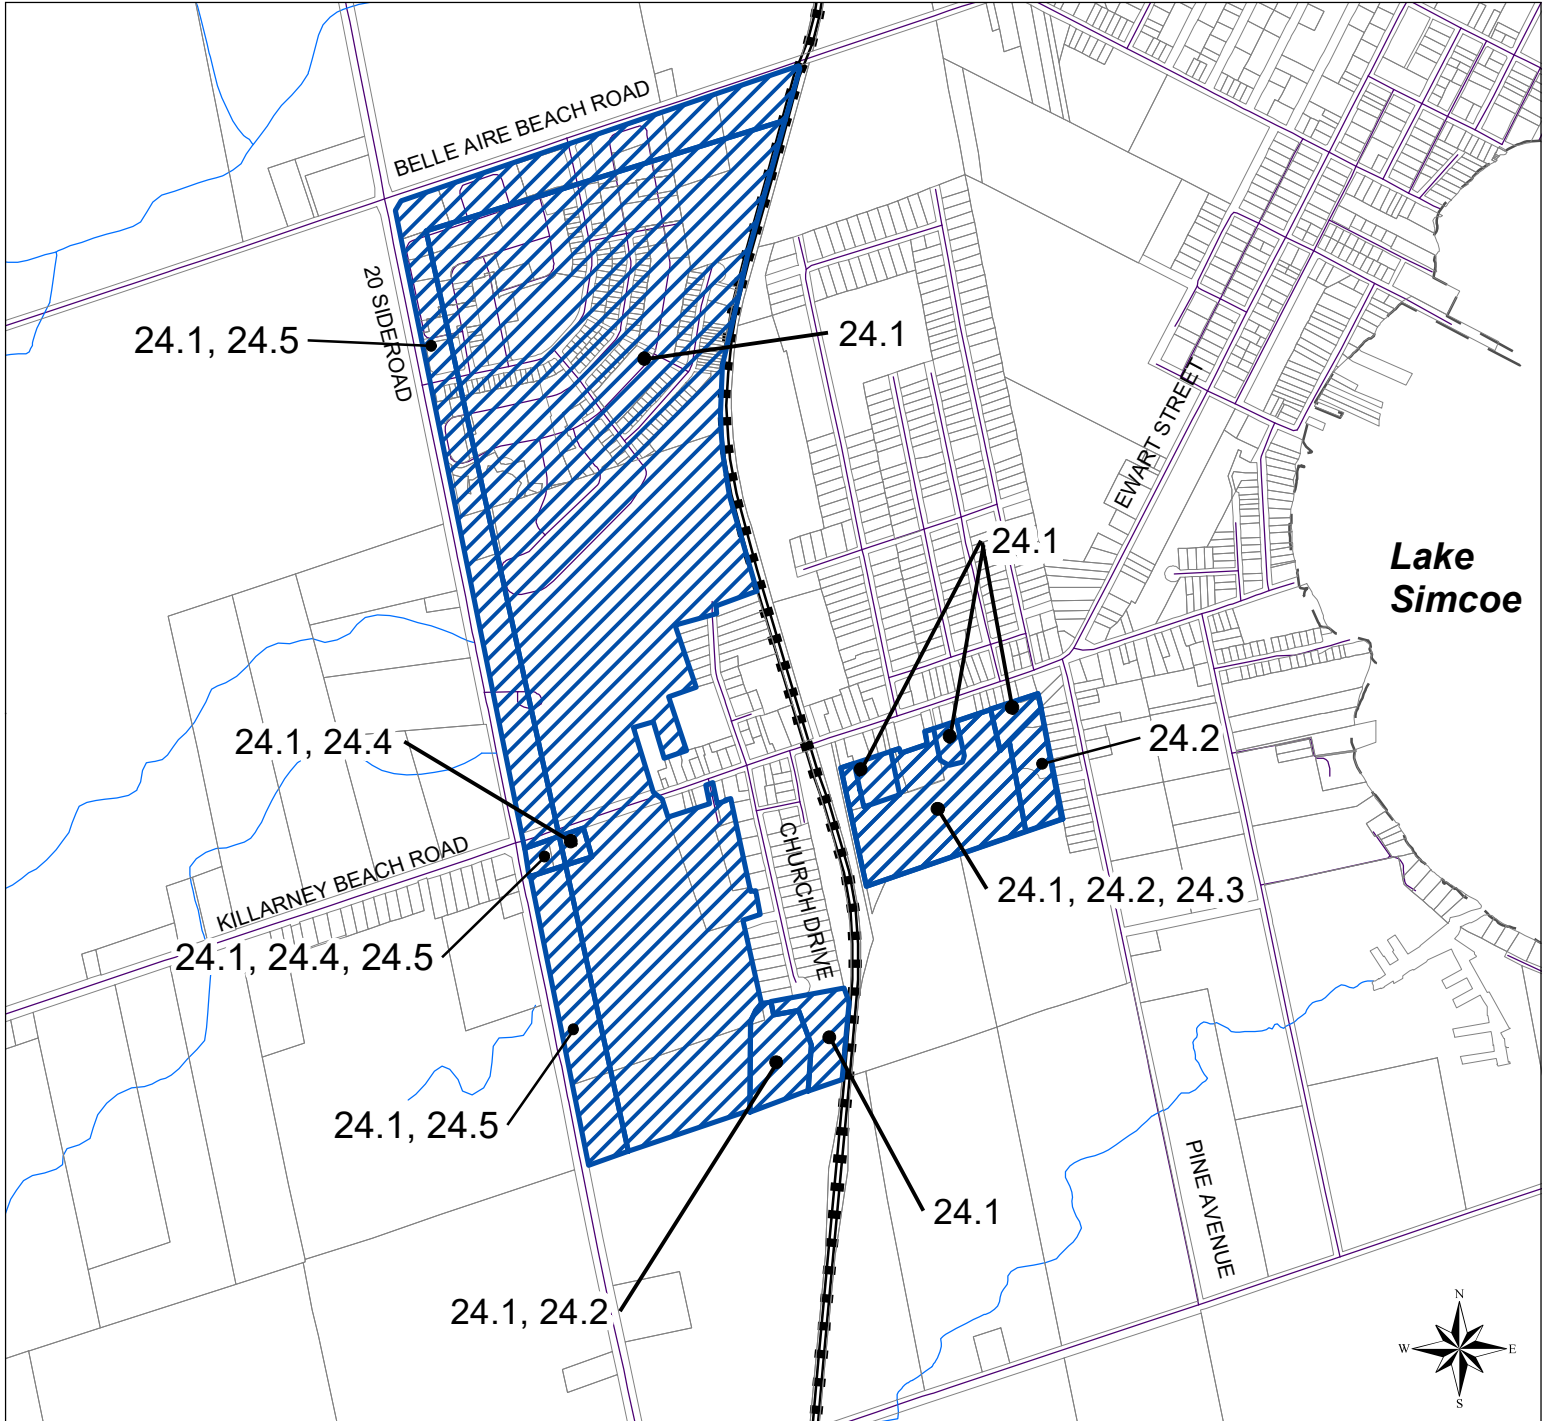 BELLE AIRE BEACH ROAD
20 SIDEROAD
24.1, 24.5
24.1
EWART STREET
24.1
Lake
Simcoe
24.1, 24.4
24.2
CHURCH DRIVE
KILLARNEY BEACH ROAD
24.1, 24.2, 24.3
24.1, 24.4, 24.5
24.1, 24.5
PINE AVENUE
24.1
24.1, 24.2
N
W
E
S